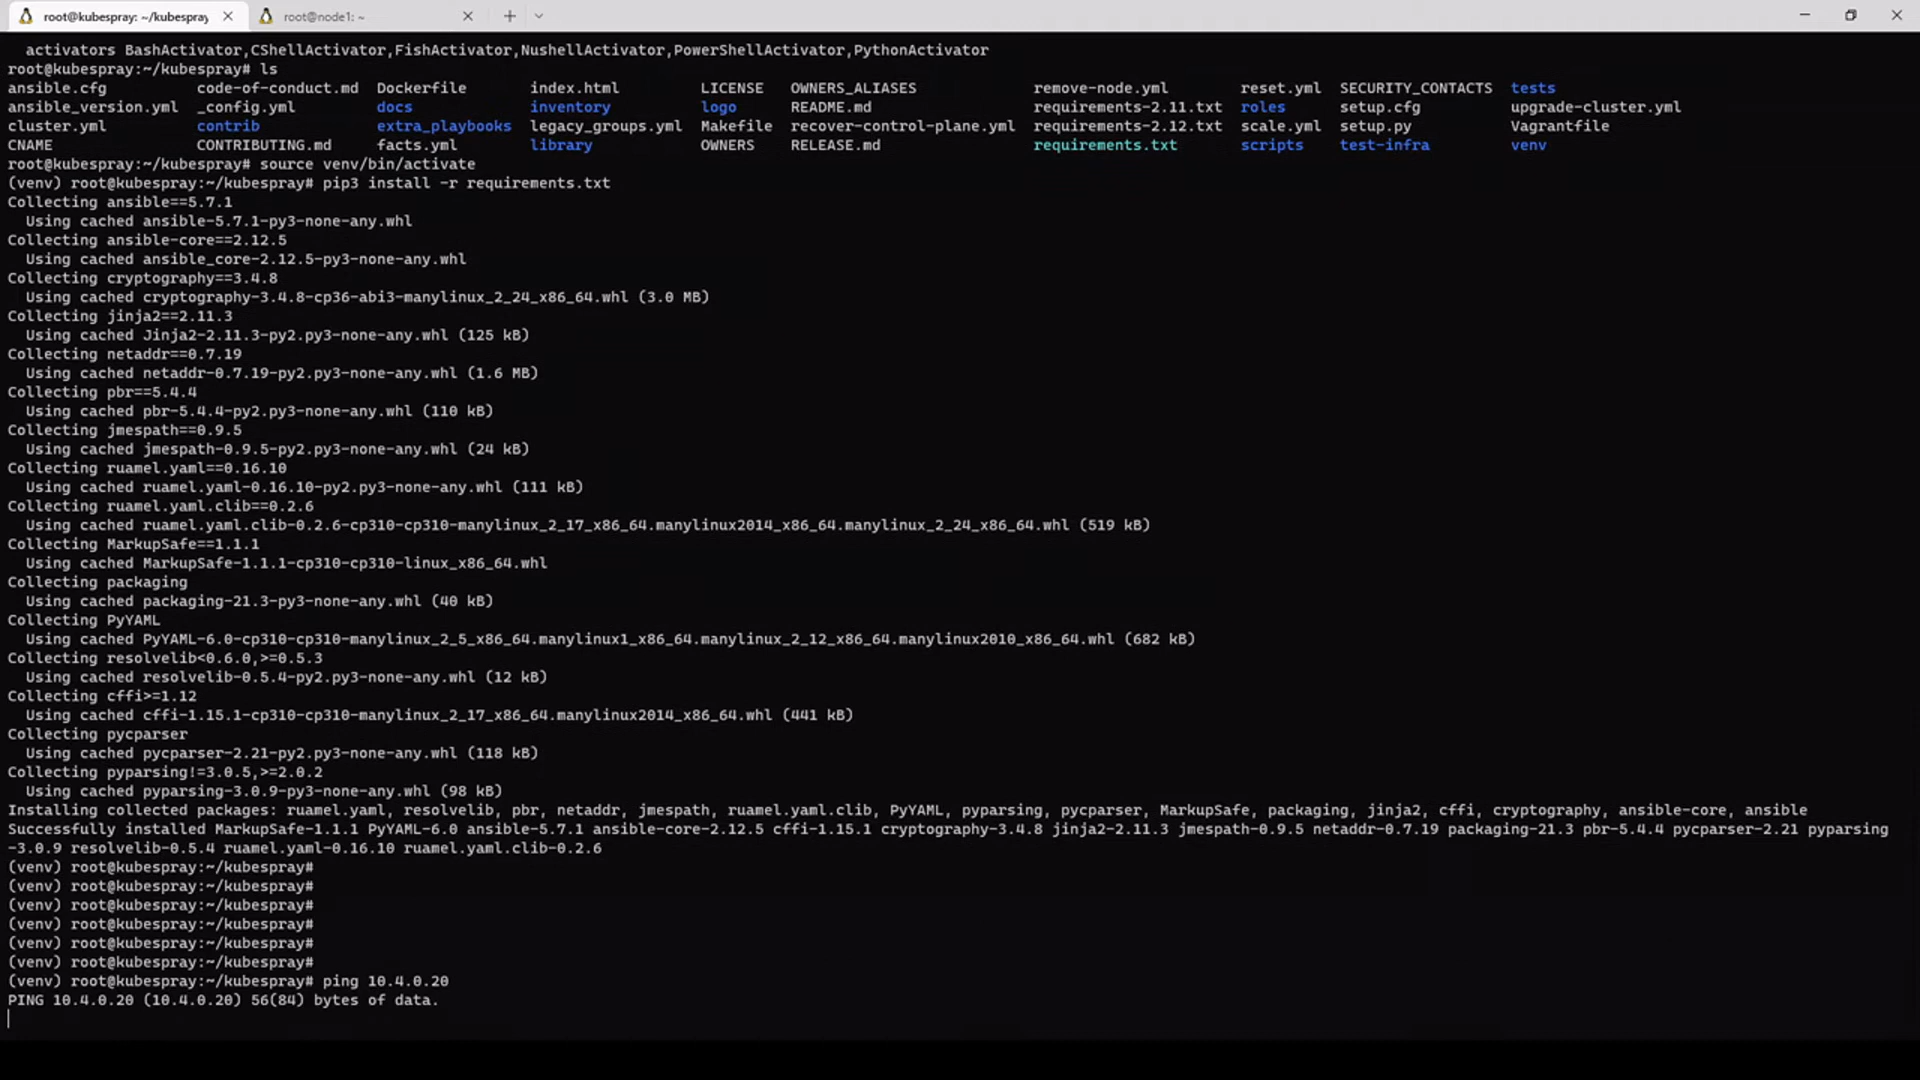 root@kubespray: ~/kubespray
root@node1: ~
activators BashActivator,CShellActivator,FishActivator,NushellActivator,PowerShellActivator,PythonActivator
root@kubespray:~/kubespray# ls
ansible.cfg code-of-conduct.md Dockerfile index.html LICENSE OWNERS_ALIASES remove-node.yml reset.yml SECURITY_CONTACTS tests
ansible_version.yml _config.yml docs inventory logo README.md requirements-2.11.txt roles setup.cfg upgrade-cluster.yml
cluster.yml contrib extra_playbooks legacy_groups.yml Makefile recover-control-plane.yml requirements-2.12.txt scale.yml setup.py Vagrantfile
CNAME CONTRIBUTING.md facts.yml library OWNERS RELEASE.md requirements.txt scripts test-infra venv
root@kubespray:~/kubespray# source venv/bin/activate
(venv) root@kubespray:~/kubespray# pip3 install -r requirements.txt
Collecting ansible==5.7.1
Using cached ansible-5.7.1-py3-none-any.whl
Collecting ansible-core==2.12.5
Using cached ansible_core-2.12.5-py3-none-any.whl
Collecting cryptography==3.4.8
Using cached cryptography-3.4.8-cp36-abi3-manylinux_2_24_x86_64.whl (3.0 MB)
Collecting jinja2==2.11.3
Using cached Jinja2-2.11.3-py2.py3-none-any.whl (125 kB)
Collecting netaddr==0.7.19
Using cached netaddr-0.7.19-py2.py3-none-any.whl (1.6 MB)
Collecting pbr==5.4.4
Using cached pbr-5.4.4-py2.py3-none-any.whl (110 kB)
Collecting jmespath==0.9.5
Using cached jmespath-0.9.5-py2.py3-none-any.whl (24 kB)
Collecting ruamel.yaml==0.16.10
Using cached ruamel.yaml-0.16.10-py2.py3-none-any.whl (111 kB)
Collecting ruamel.yaml.clib==0.2.6
Using cached ruamel.yaml.clib-0.2.6-cp310-cp310-manylinux_2_17_x86_64.manylinux2014_x86_64.manylinux_2_24_x86_64.whl (519 kB)
Collecting MarkupSafe==1.1.1
Using cached MarkupSafe-1.1.1-cp310-cp310-linux_x86_64.whl
Collecting packaging
Using cached packaging-21.3-py3-none-any.whl (40 kB)
Collecting PyYAML
Using cached PyYAML-6.0-cp310-cp310-manylinux_2_5_x86_64.manylinux1_x86_64.manylinux_2_12_x86_64.manylinux2010_x86_64.whl (682 kB)
Collecting resolvelib<0.6.0,>=0.5.3
Using cached resolvelib-0.5.4-py2.py3-none-any.whl (12 kB)
Collecting cffi>=1.12
Using cached cffi-1.15.1-cp310-cp310-manylinux_2_17_x86_64.manylinux2014_x86_64.whl (441 kB)
Collecting pycparser
Using cached pycparser-2.21-py2.py3-none-any.whl (118 kB)
Collecting pyparsing!=3.0.5,>=2.0.2
Using cached pyparsing-3.0.9-py3-none-any.whl (98 kB)
Installing collected packages: ruamel.yaml, resolvelib, pbr, netaddr, jmespath, ruamel.yaml.clib, PyYAML, pyparsing, pycparser, MarkupSafe, packaging, jinja2, cffi, cryptography, ansible-core, ansible
Successfully installed MarkupSafe-1.1.1 PyYAML-6.0 ansible-5.7.1 ansible-core-2.12.5 cffi-1.15.1 cryptography-3.4.8 jinja2-2.11.3 jmespath-0.9.5 netaddr-0.7.19 packaging-21.3 pbr-5.4.4 pycparser-2.21 pyparsing
-3.0.9 resolvelib-0.5.4 ruamel.yaml-0.16.10 ruamel.yaml.clib-0.2.6
(venv) root@kubespray:~/kubespray#
(venv) root@kubespray:~/kubespray#
(venv) root@kubespray:~/kubespray#
(venv) root@kubespray:~/kubespray#
(venv) root@kubespray:~/kubespray#
(venv) root@kubespray:~/kubespray#
(venv) root@kubespray:~/kubespray# ping 10.4.0.20
PING 10.4.0.20 (10.4.0.20) 56(84) bytes of data.